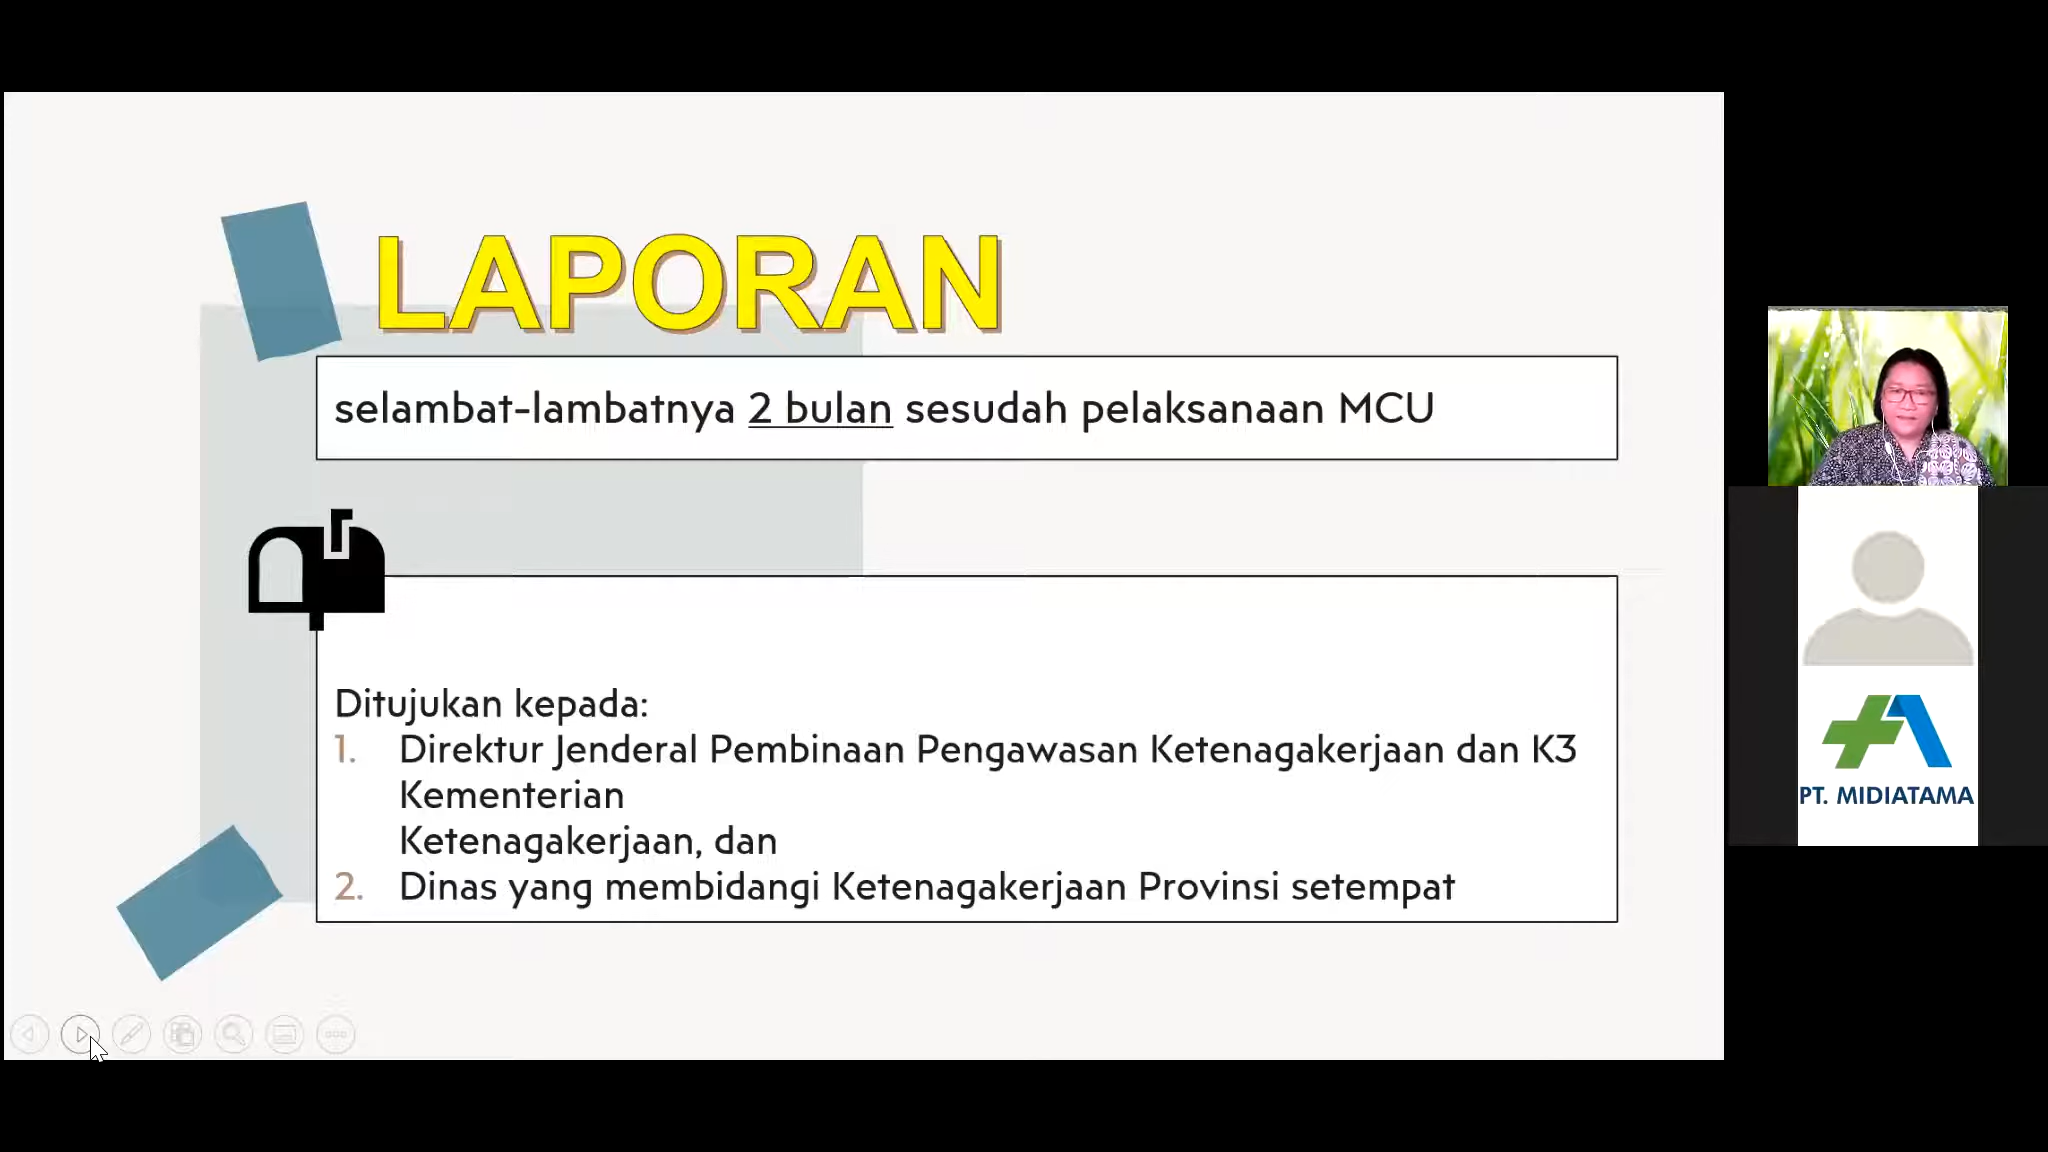 LAPORAN
selambat-lambatnya 2 bulan sesudah pelaksanaan MCU
Ditujukan kepada:
1. Direktur Jenderal Pembinaan Pengawasan Ketenagakerjaan dan K3
Kementerian
Ketenagakerjaan, dan
2. Dinas yang membidangi Ketenagakerjaan Provinsi setempat
PT. MIDIATAMA